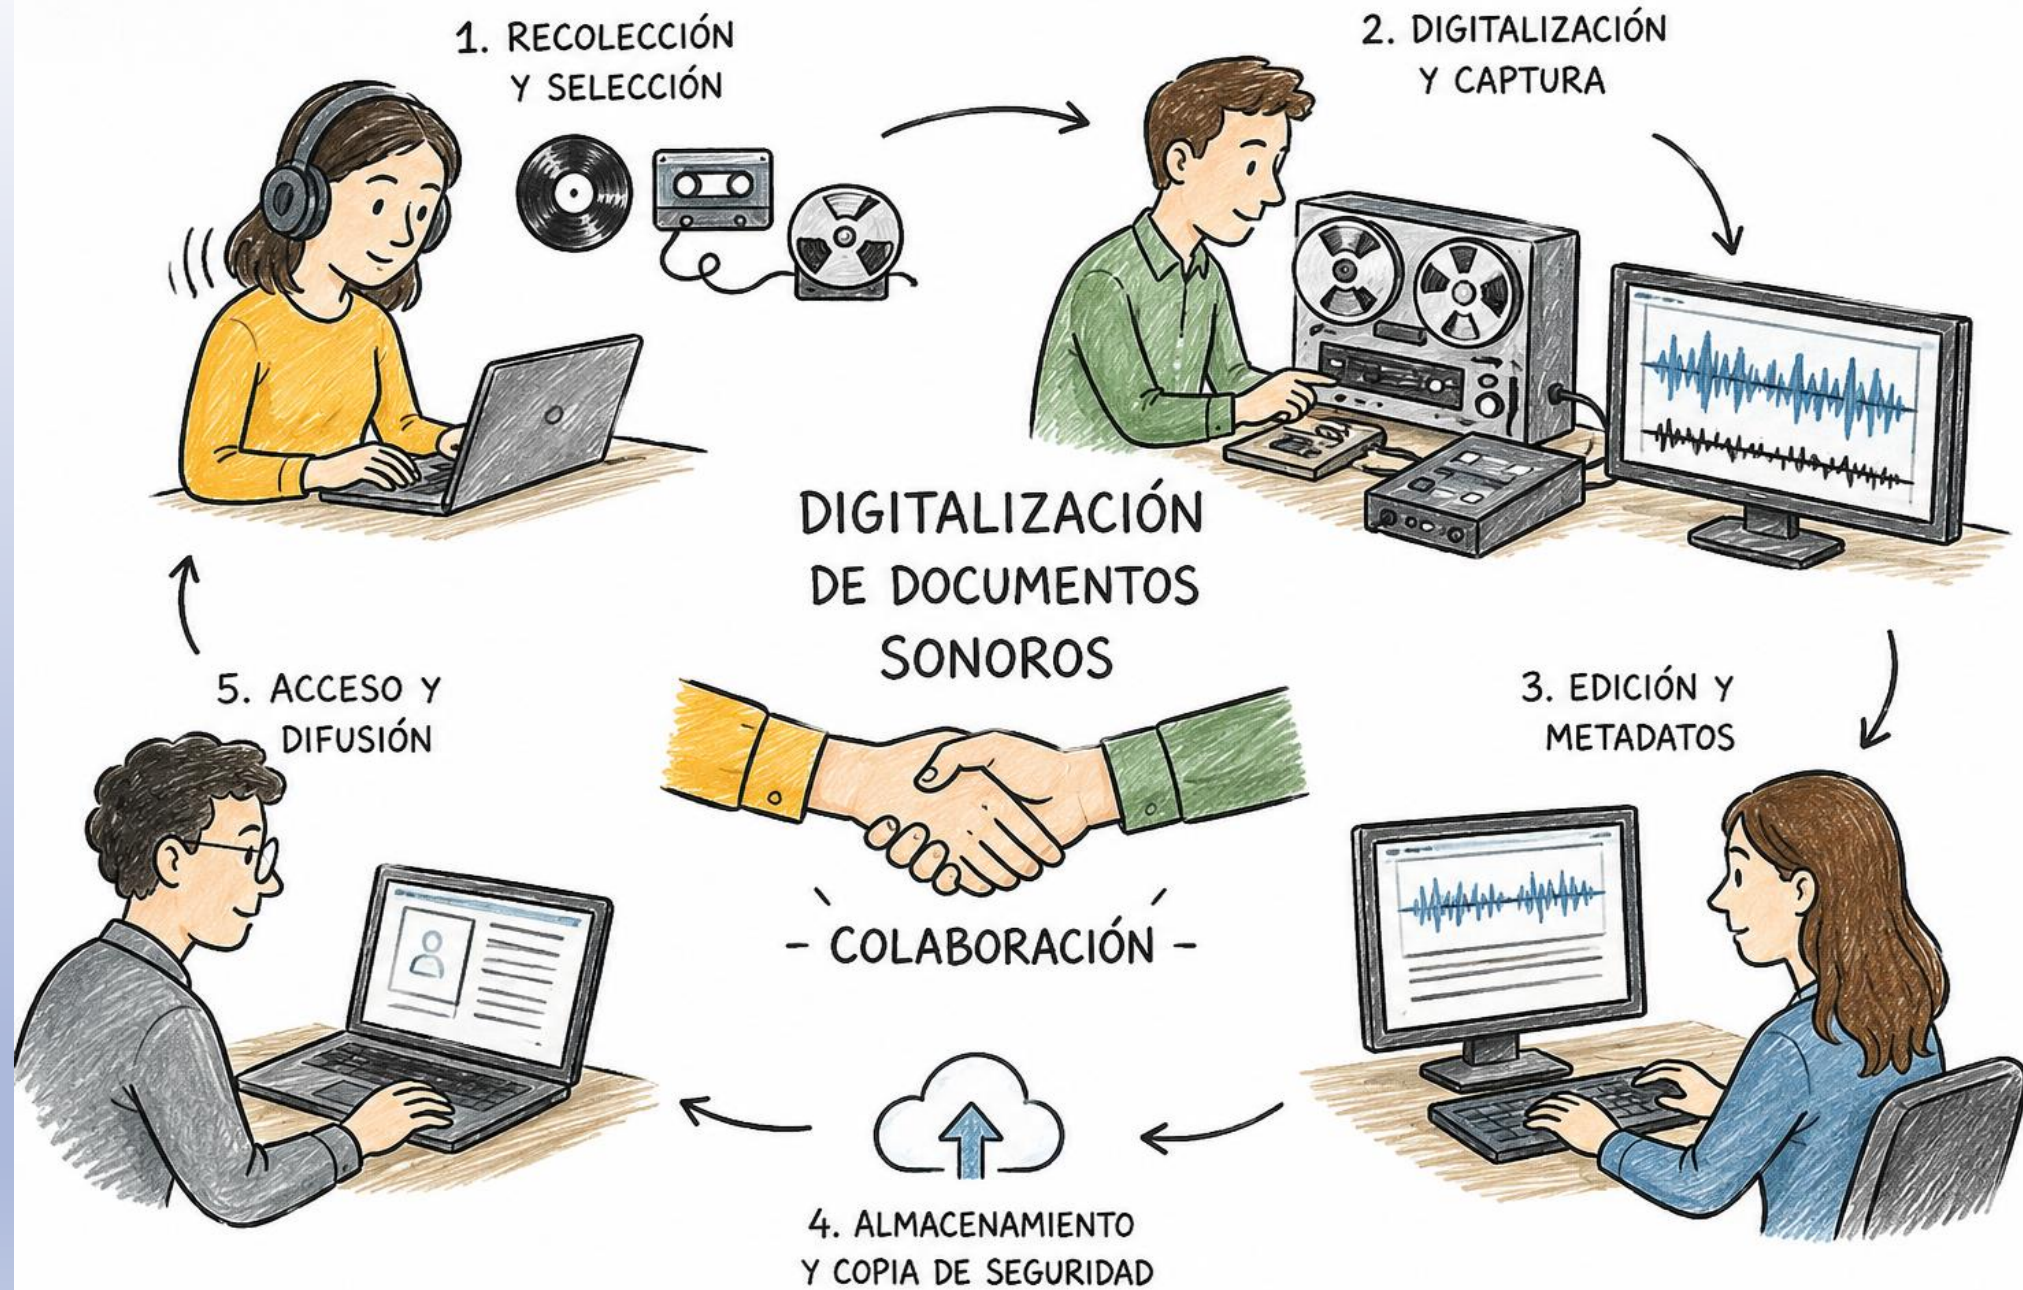 1. RECOLECCIÓN
Y SELECCIÓN
2. DIGITALIZACIÓN
Y CAPTURA
DIGITALIZACIÓN
DE DOCUMENTOS
SONOROS
3. EDICIÓN Y
METADATOS
5. ACCESO Y
DIFUSIÓN
- COLABORACIÓN -
4. ALMACENAMIENTO
Y COPIA DE SEGURIDAD